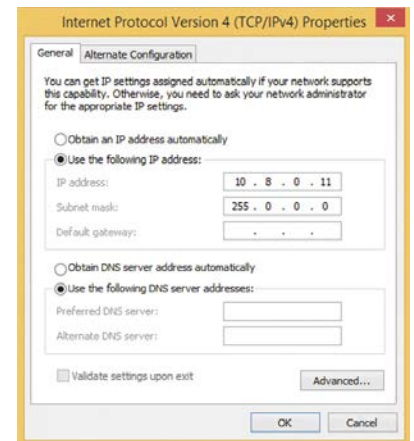 Internet Protocol Version 4 (TCP/IPv4) Properties
General
Alternate Configuration
You can get IP settings assigned automatically if your network supports
this capability. Otherwise, you need to ask your network administrator
for the appropriate IP settings.
Obtain an IP address automatically
Use the following IP address:
IP address: 10 . 8 . 0 . 11
Subnet mask: 255 . 0 . 0 . 0
Default gateway: . . .
Obtain DNS server address automatically
Use the following DNS server addresses:
Preferred DNS server:
Alternate DNS server:
Validate settings upon exit
Advanced...
OK
Cancel